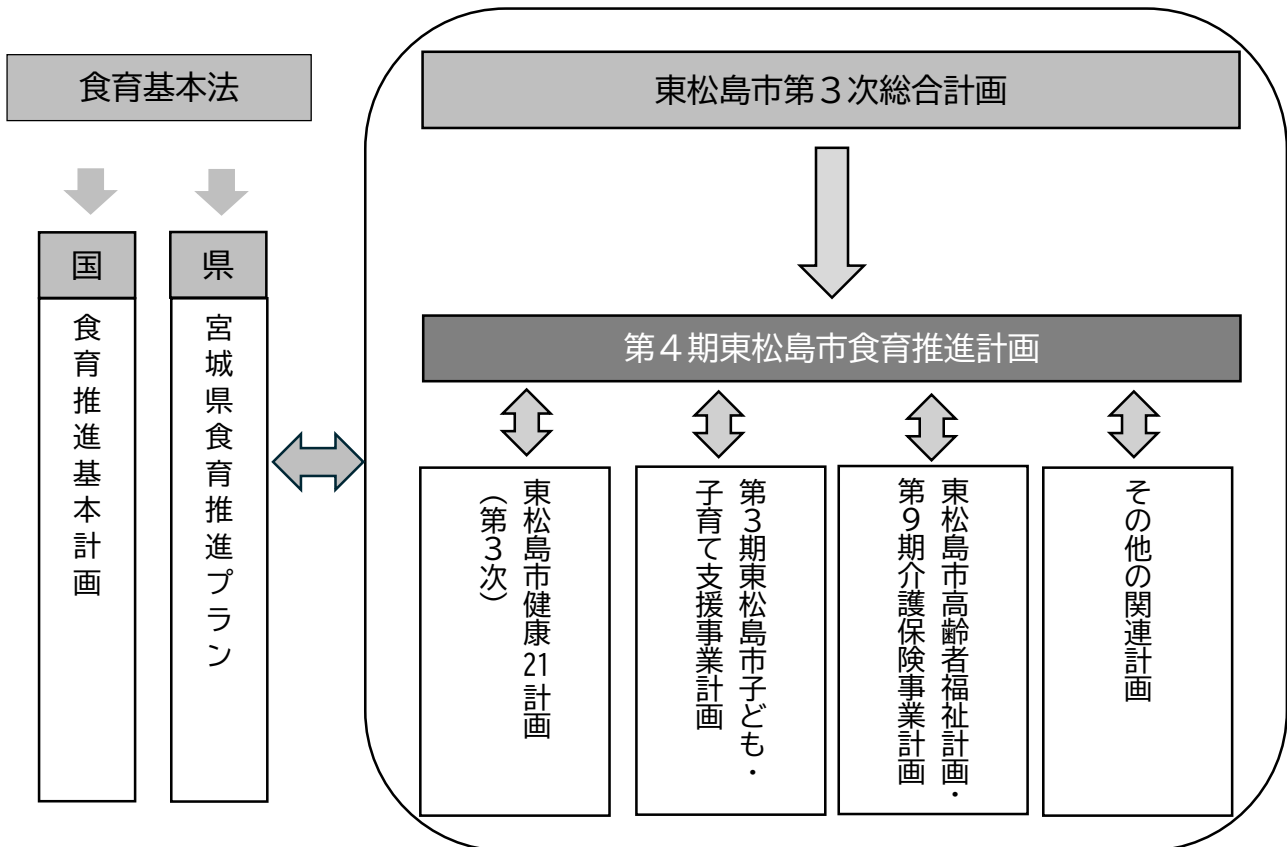 食育基本法
国
食育推進基本計画
県
宮城県食育推進プラン
東松島市第３次総合計画
第４期東松島市食育推進計画
東松島市健康21計画
（第３次）
第３期東松島市子ども・
子育て支援事業計画
東松島市高齢者福祉計画・
第９期介護保険事業計画
その他の関連計画